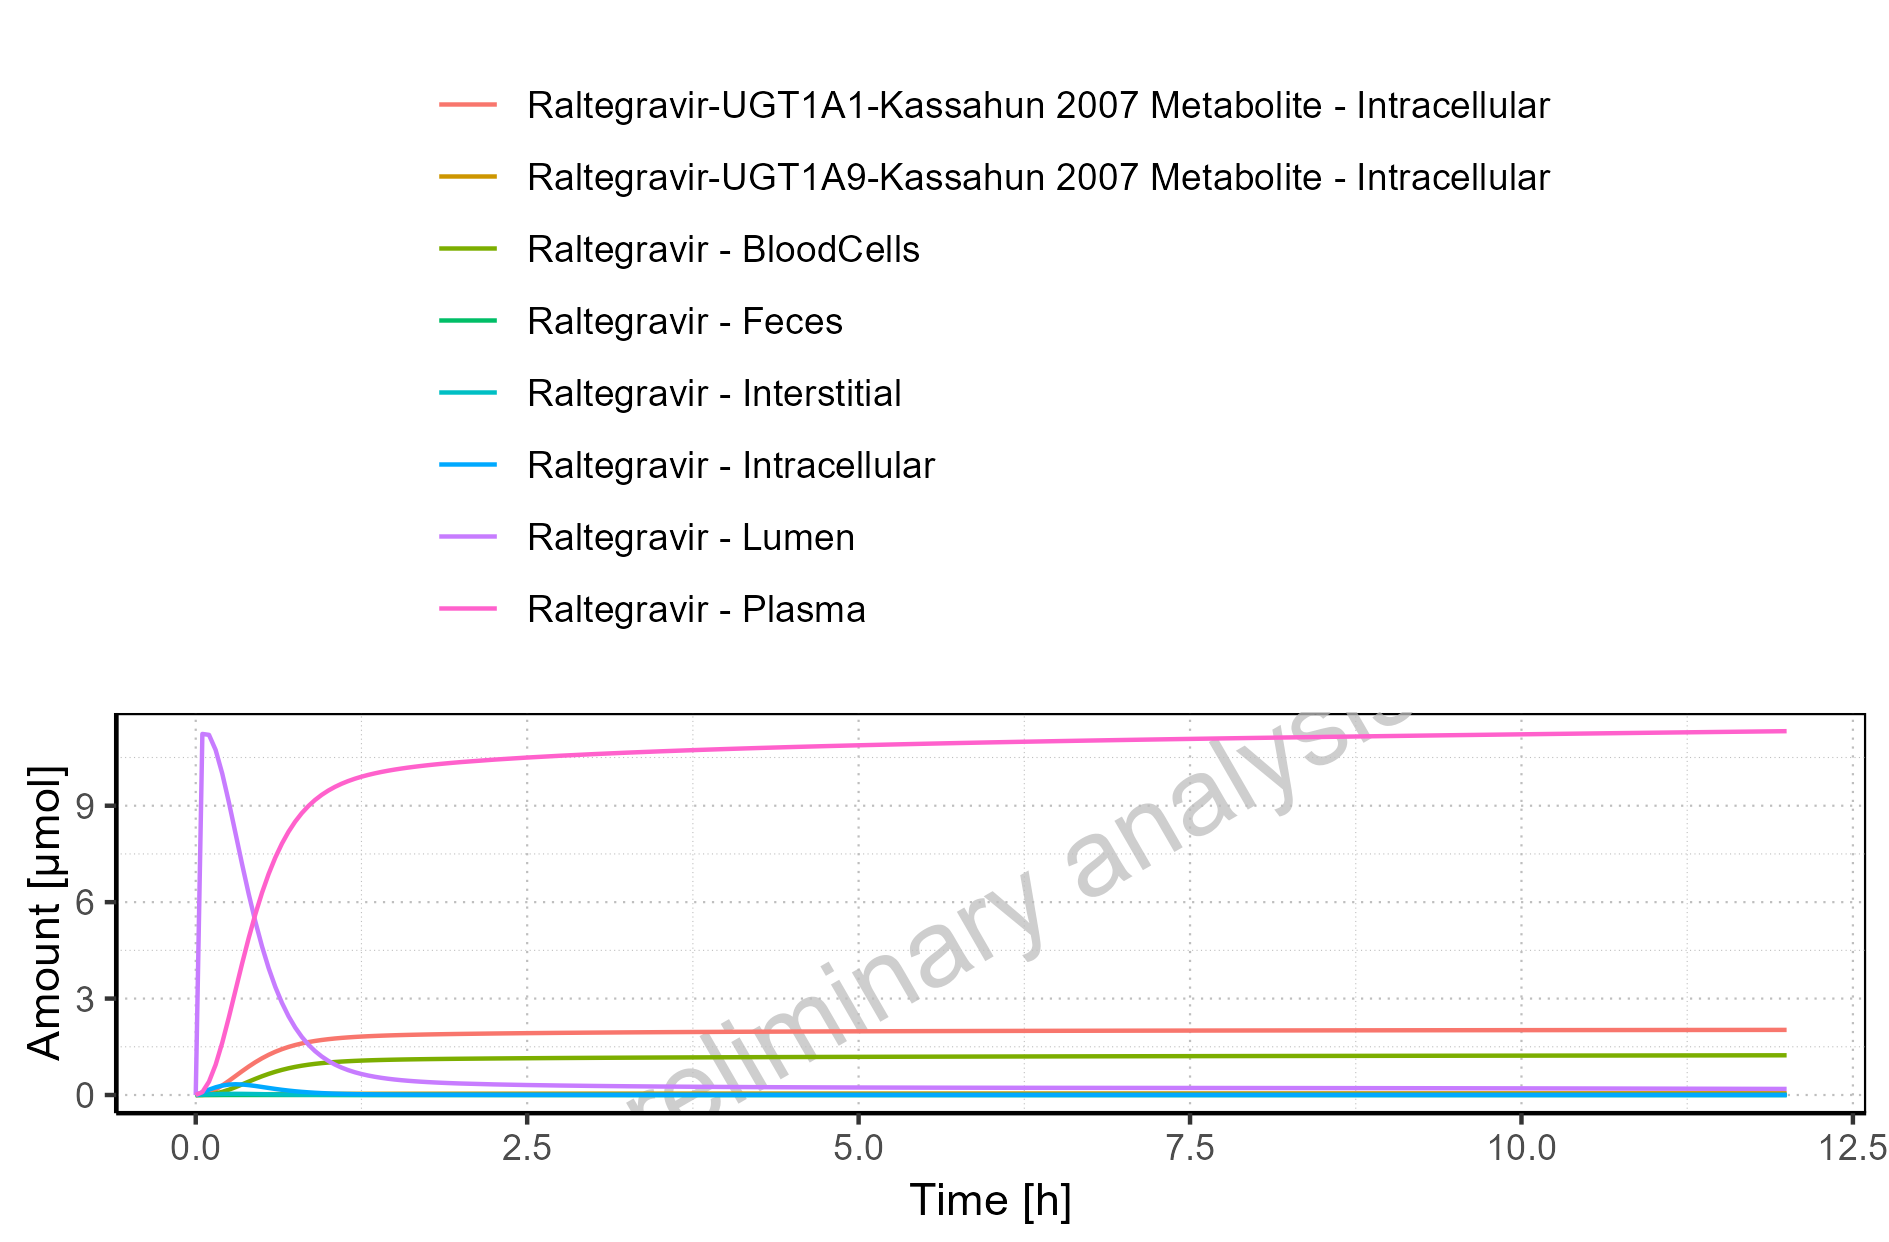 Raltegravir-UGT1A1-Kassahun 2007 Metabolite - Intracellular
Raltegravir-UGT1A9-Kassahun 2007 Metabolite - Intracellular
Raltegravir - BloodCells
Raltegravir - Feces
Raltegravir - Interstitial
Raltegravir - Intracellular
Raltegravir - Lumen
Raltegravir - Plasma
reliminary analysis
Amount [µmol]
9
6
3
0
0.0 2.5 5.0 7.5 10.0 12.5
Time [h]